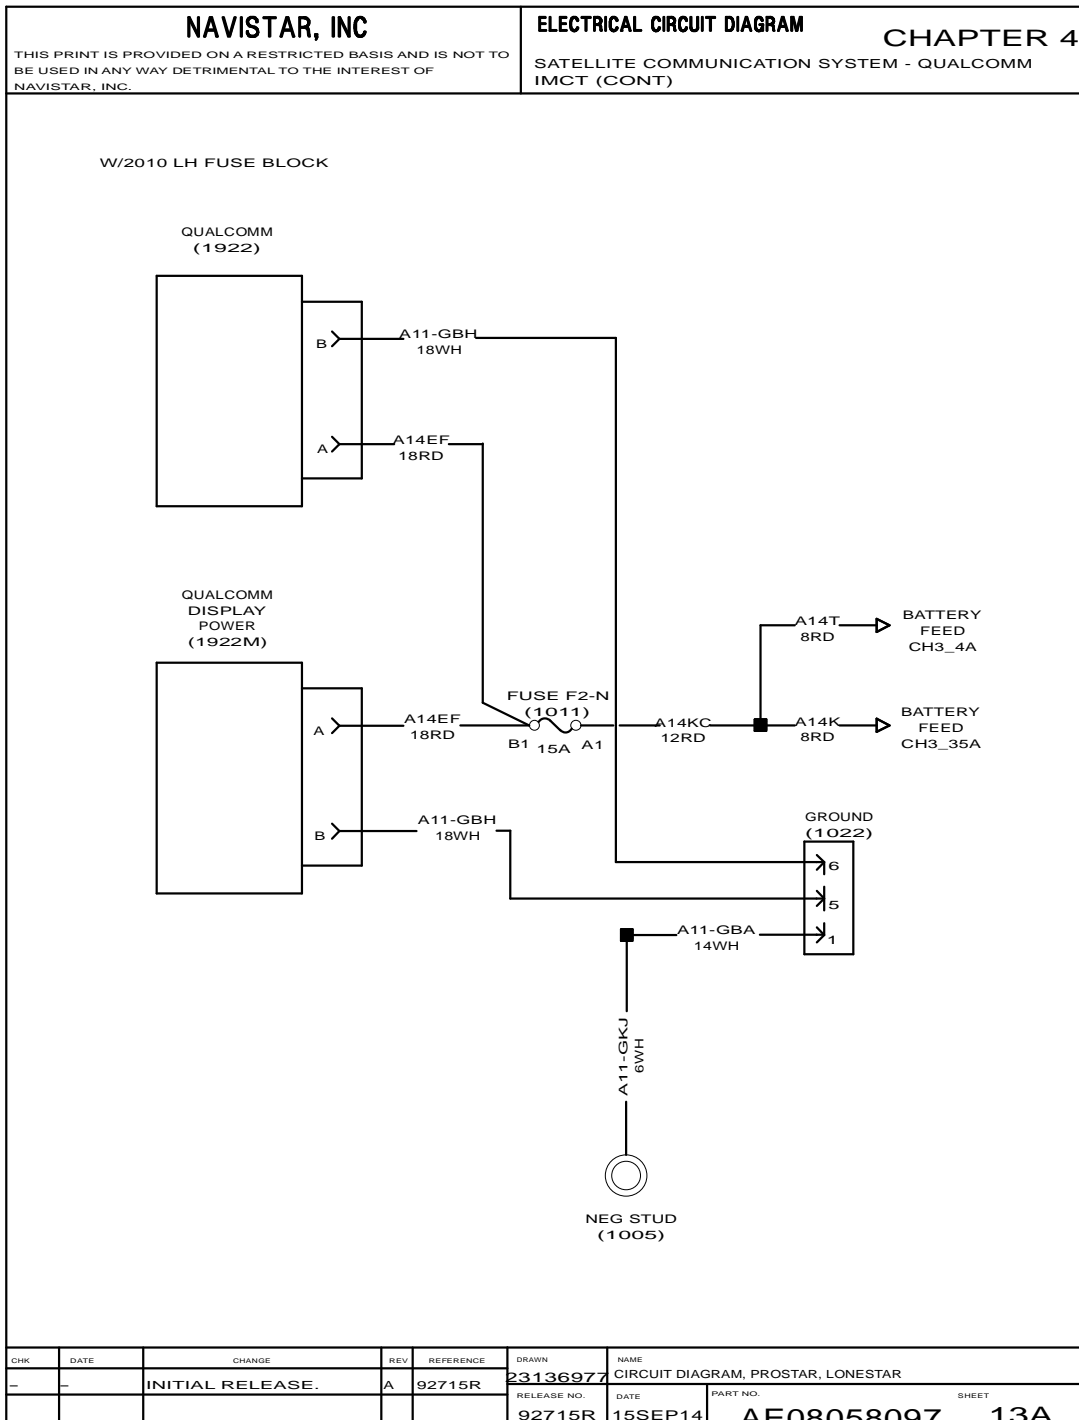 NAVISTAR, INC
THIS PRINT IS PROVIDED ON A RESTRICTED BASIS AND IS NOT TO
BE USED IN ANY WAY DETRIMENTAL TO THE INTEREST OF
NAVISTAR, INC.
ELECTRICAL CIRCUIT DIAGRAM
CHAPTER 4
SATELLITE COMMUNICATION SYSTEM - QUALCOMM
IMCT (CONT)
W/2010 LH FUSE BLOCK
QUALCOMM
(1922)
B
A11-GBH
18WH
A
A14EF
18RD
QUALCOMM
DISPLAY
POWER
(1922M)
A14T
8RD
BATTERY
FEED
CH3_4A
FUSE F2-N
(1011)
A
A14EF
18RD
B1
15A
A1
A14KC
12RD
A14K
8RD
BATTERY
FEED
CH3_35A
B
A11-GBH
18WH
GROUND
(1022)
6
5
1
A11-GBA
14WH
A11-GKJ
6WH
NEG STUD
(1005)
CHK
DATE
CHANGE
REV
REFERENCE
DRAWN
NAME
–
–
INITIAL RELEASE.
A
92715R
23136977
CIRCUIT DIAGRAM, PROSTAR, LONESTAR
RELEASE NO.
DATE
PART NO.
SHEET
92715R
15SEP14
AE08058097
13A